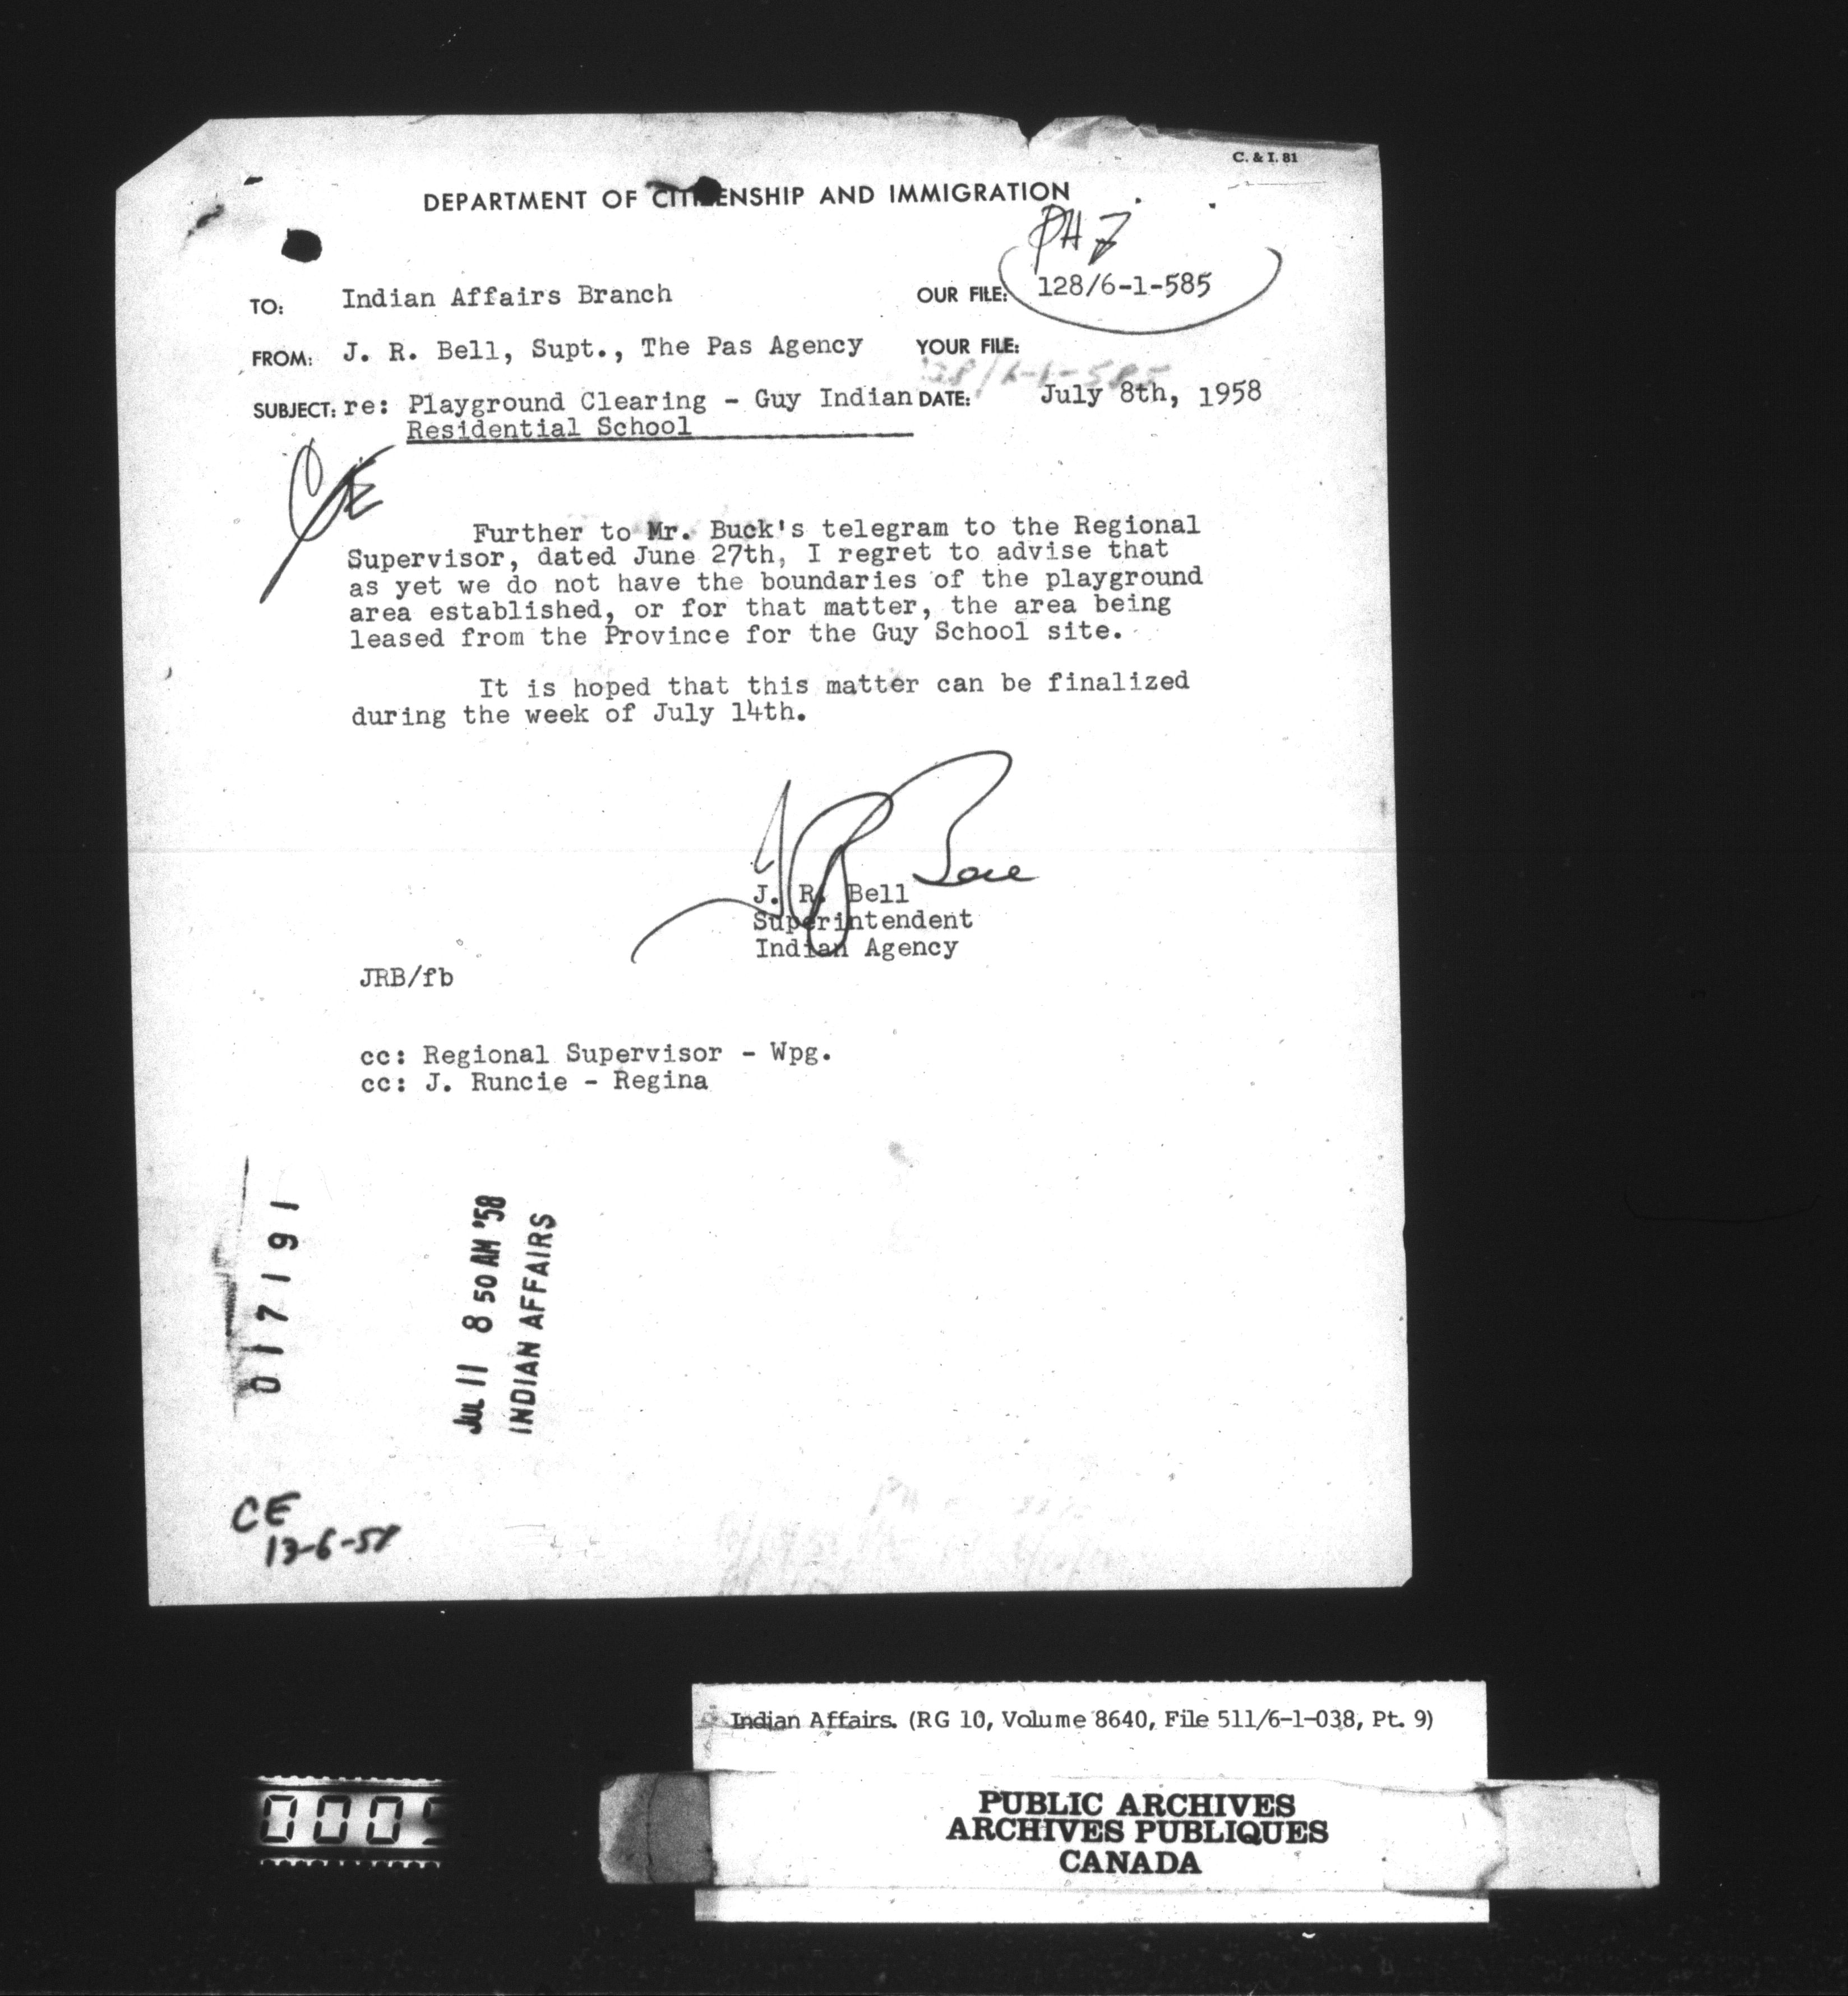 C. & I. 81
DEPARTMENT OF CITIZENSHIP AND IMMIGRATION
PH 7
TO: Indian Affairs Branch OUR FILE: 128/6-1-585
FROM: J. R. Bell, Supt., The Pas Agency YOUR FILE:
128/6-1-585
SUBJECT: re: Playground Clearing - Guy Indian DATE: July 8th, 1958
Residential School
CE
Further to Mr. Buck's telegram to the Regional
Supervisor, dated June 27th, I regret to advise that
as yet we do not have the boundaries of the playground
area established, or for that matter, the area being
leased from the Province for the Guy School site.
It is hoped that this matter can be finalized
during the week of July 14th.
J. R. Bell
Superintendent
Indian Agency
JRB/fb
cc: Regional Supervisor - Wpg.
cc: J. Runcie - Regina
017191
JUL 11 8 50 AM '58
INDIAN AFFAIRS
CE
Indian Affairs. (RG 10, Volume 8640, File 511/6-1-038, Pt. 9)
000
PUBLIC ARCHIVES
ARCHIVES PUBLIQUES
CANADA